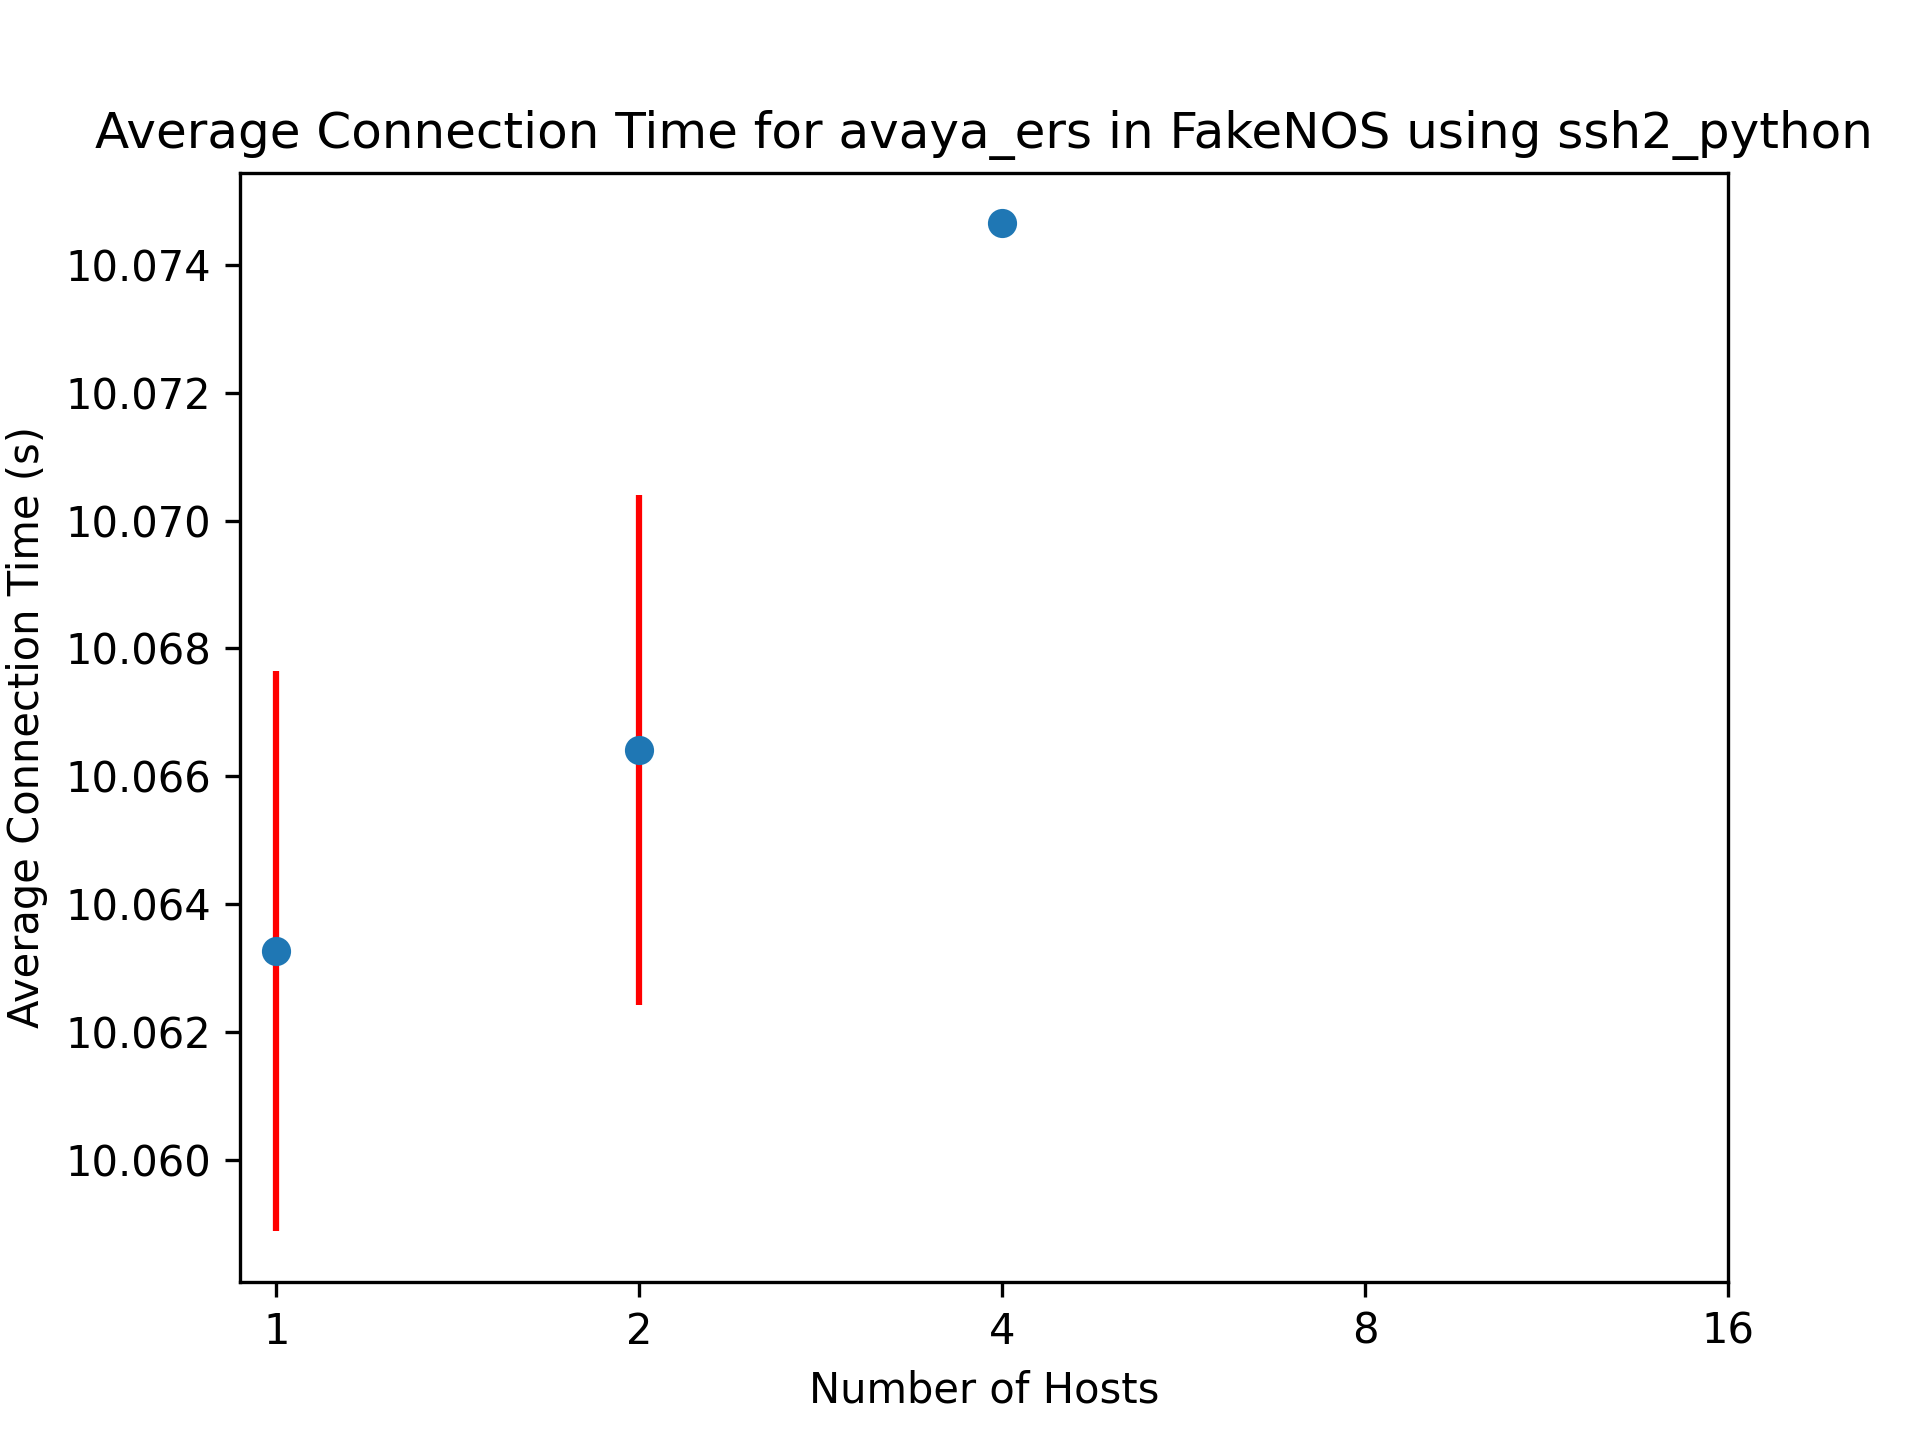 Average Connection Time for avaya_ers in FakeNOS using ssh2_python
10.074
10.072
10.070
10.068
10.066
10.064
10.062
10.060
Average Connection Time (s)
1 2 4 8 16
Number of Hosts